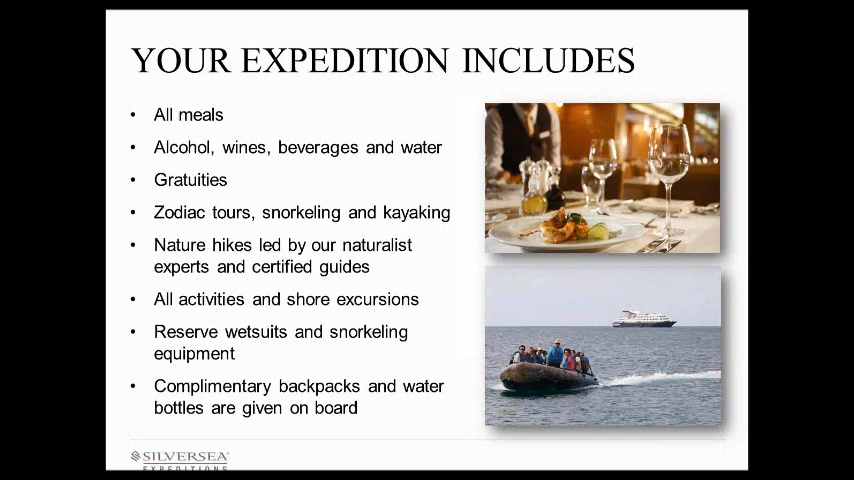 YOUR EXPEDITION INCLUDES
• All meals
• Alcohol, wines, beverages and water
• Gratuities
• Zodiac tours, snorkeling and kayaking
• Nature hikes led by our naturalist
experts and certified guides
• All activities and shore excursions
• Reserve wetsuits and snorkeling
equipment
• Complimentary backpacks and water
bottles are given on board
SILVERSEA®
EXPEDITIONS